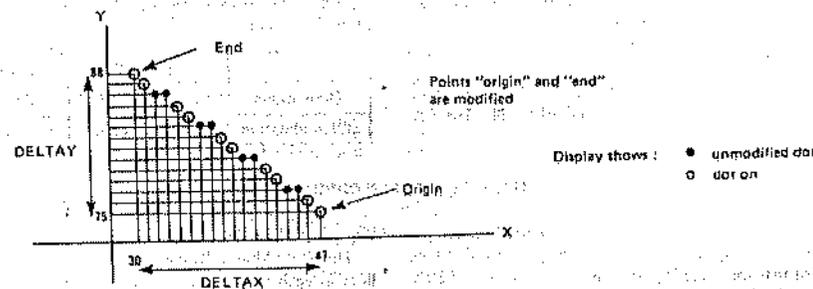 Y
End
88
Points "origin" and "end"
are modified
DELTAY
Display shows :
unmodified dot
dot on
Origin
75
X
30
47
DELTAX